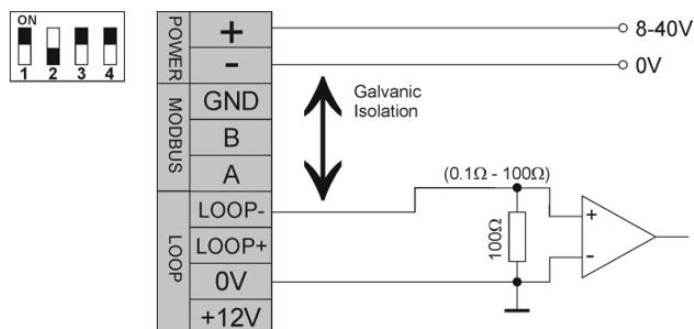 ON
1 2 3 4
POWER
+
-
8-40V
0V
MODBUS
GND
B
A
Galvanic
Isolation
LOOP
LOOP-
LOOP+
0V
+12V
(0.1Ω - 100Ω)
100Ω
+
-